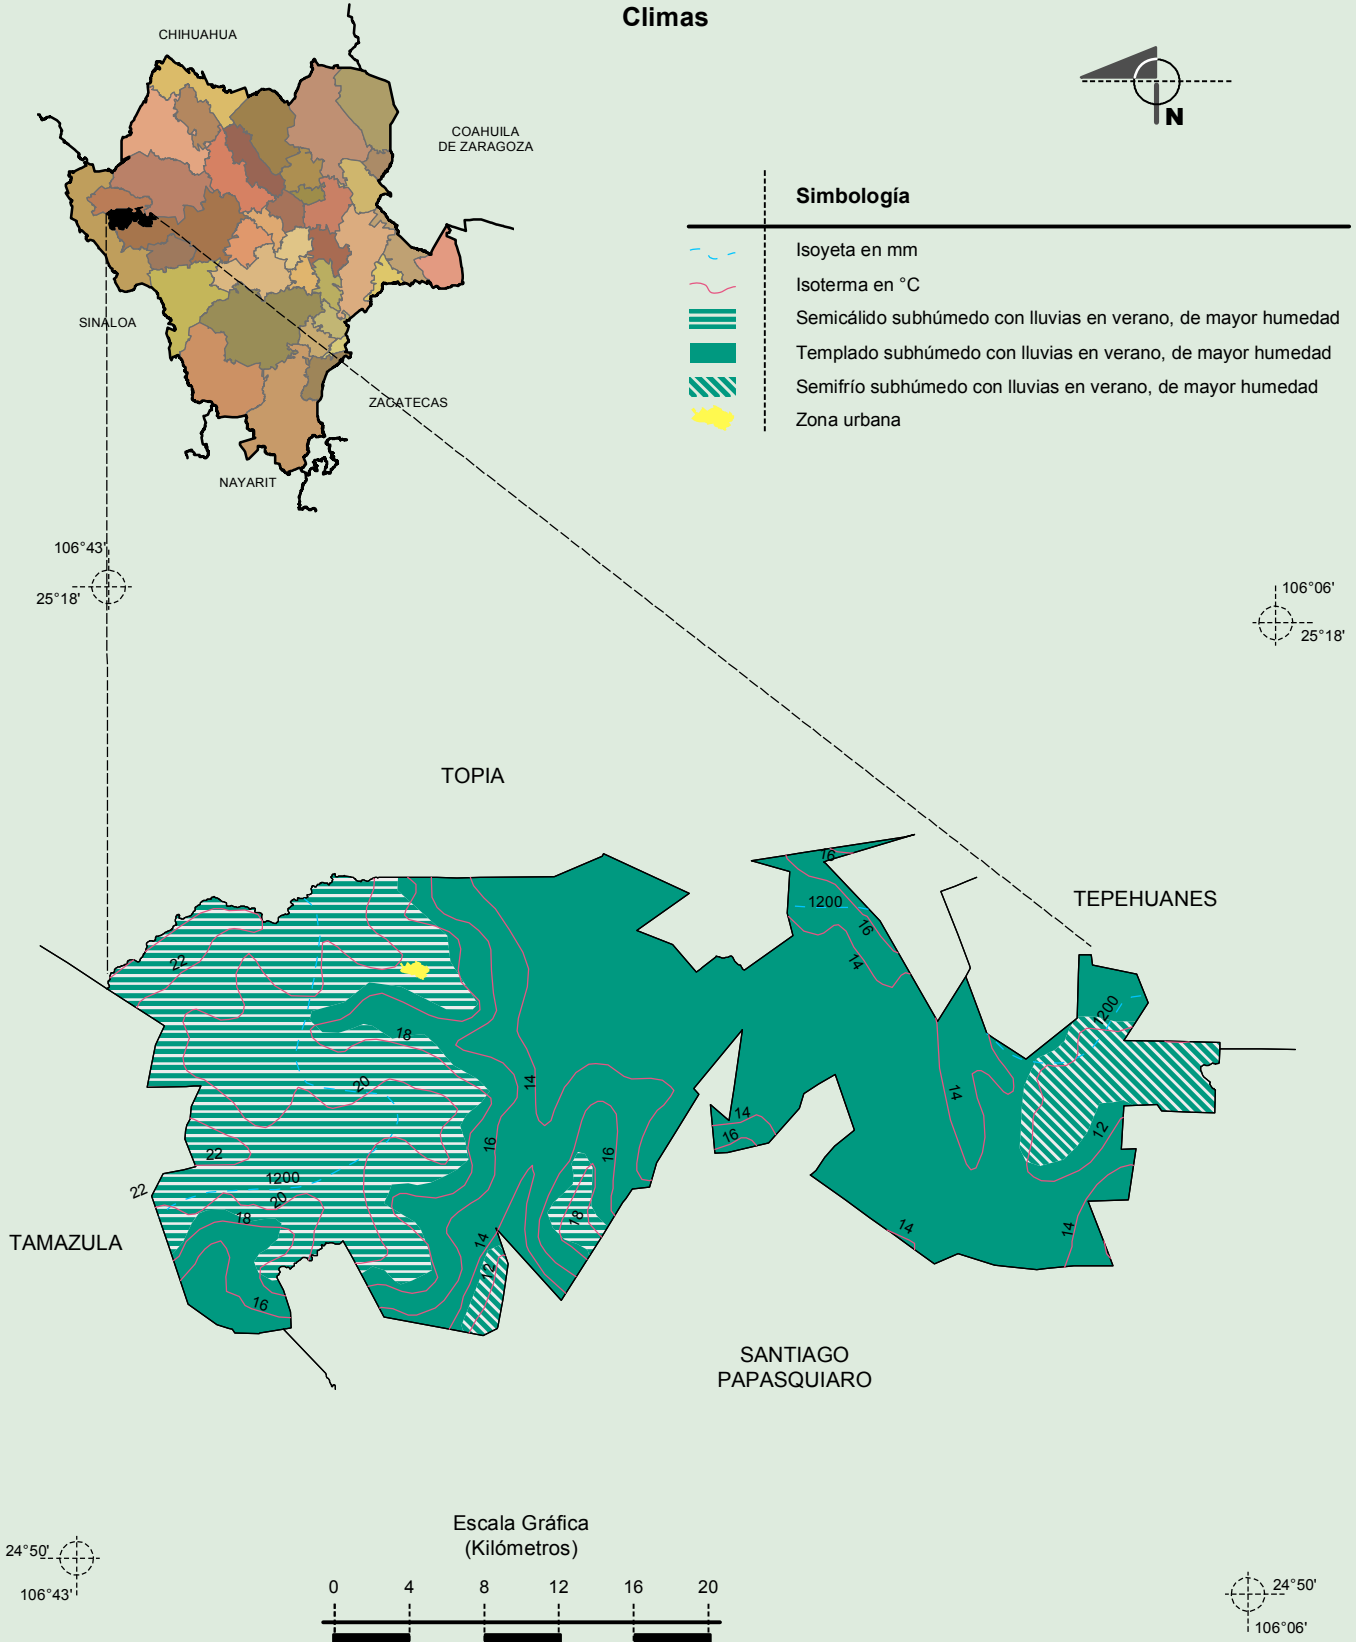 Climas
CHIHUAHUA
COAHUILA
DE ZARAGOZA
SINALOA
ZACATECAS
NAYARIT
N
Simbología
Isoyeta en mm
Isoterma en °C
Semicálido subhúmedo con lluvias en verano, de mayor humedad
Templado subhúmedo con lluvias en verano, de mayor humedad
Semifrío subhúmedo con lluvias en verano, de mayor humedad
Zona urbana
106°43'
25°18'
106°06'
25°18'
TOPIA
TEPEHUANES
16
1200
16
14
22
18
20
14
1200
14
12
14
16
16
16
22
22
1200
20
18
18
14
12
14
14
16
TAMAZULA
SANTIAGO
PAPASQUIARO
24°50'
106°43'
Escala Gráfica
(Kilómetros)
0 4 8 12 16 20
24°50'
106°06'